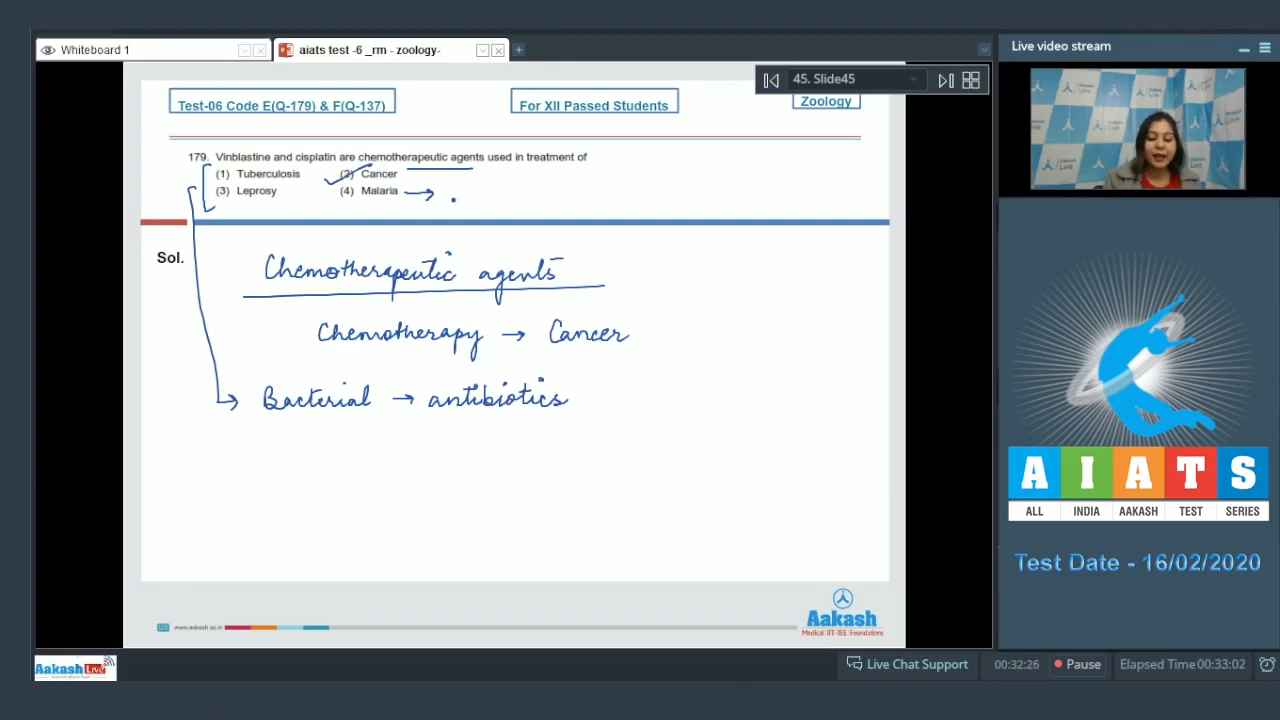 Whiteboard 1
aiats test -6 _rm - zoology-
Live video stream
45. Slide45
Test-06 Code E(Q-179) & F(Q-137)
For XII Passed Students
Zoology
179. Vinblastine and cisplatin are chemotherapeutic agents used in treatment of
(1) Tuberculosis (2) Cancer
(3) Leprosy (4) Malaria
Sol.
Chemotherapeutic agents
Chemotherapy → Cancer
Bacterial → antibiotics
A I A T S
ALL INDIA AAKASH TEST SERIES
Test Date - 16/02/2020
www.aakash.ac.in
Aakash
Medical|IIT-JEE|Foundations
Aakash Live
Live Chat Support
00:32:26
Pause
Elapsed Time 00:33:02